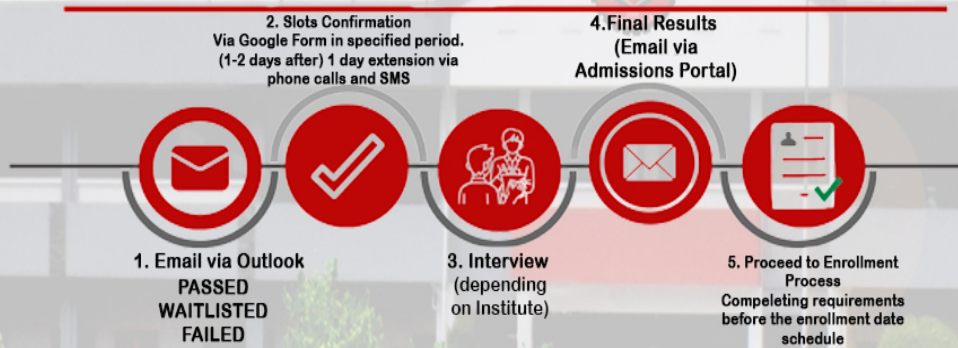 1. Email via Outlook
PASSED
WAITLISTED
FAILED
2. Slots Confirmation
Via Google Form in specified period.
(1-2 days after) 1 day extension via
phone calls and SMS
3. Interview
(depending
on Institute)
4.Final Results
(Email via
Admissions Portal)
5. Proceed to Enrollment
Process
Compeleting requirements
before the enrollment date
schedule